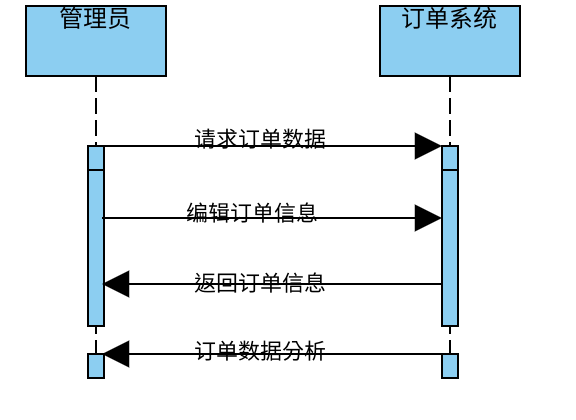 管理员
订单系统
请求订单数据
编辑订单信息
返回订单信息
订单数据分析